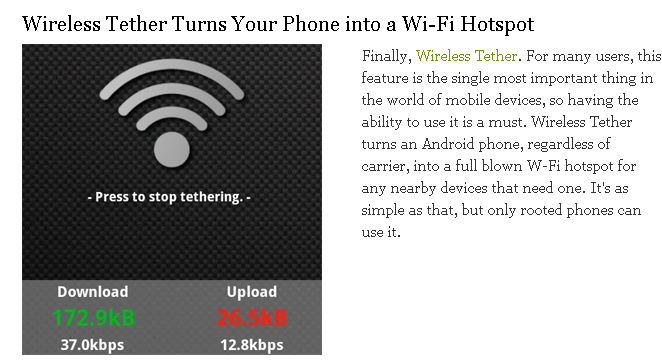 Wireless Tether Turns Your Phone into a Wi-Fi Hotspot
- Press to stop tethering. -
Download Upload
172.9kB 26.5kB
37.0kbps 12.8kbps
Finally, Wireless Tether. For many users, this
feature is the single most important thing in
the world of mobile devices, so having the
ability to use it is a must. Wireless Tether
turns an Android phone, regardless of
carrier, into a full blown W-Fi hotspot for
any nearby devices that need one. It's as
simple as that, but only rooted phones can
use it.